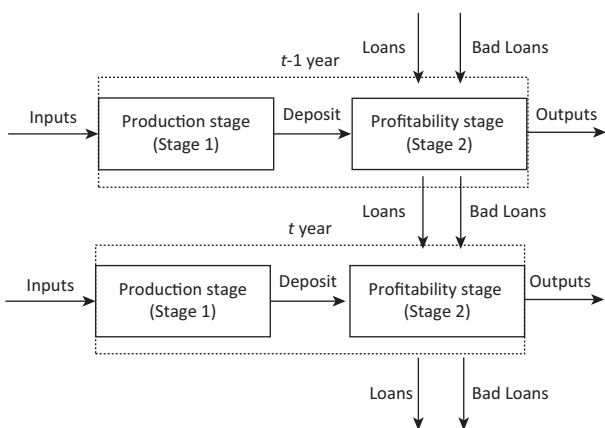 Loans
Bad Loans
t-1 year
Inputs
Production stage
(Stage 1)
Deposit
Profitability stage
(Stage 2)
Outputs
Loans
Bad Loans
t year
Inputs
Production stage
(Stage 1)
Deposit
Profitability stage
(Stage 2)
Outputs
Loans
Bad Loans